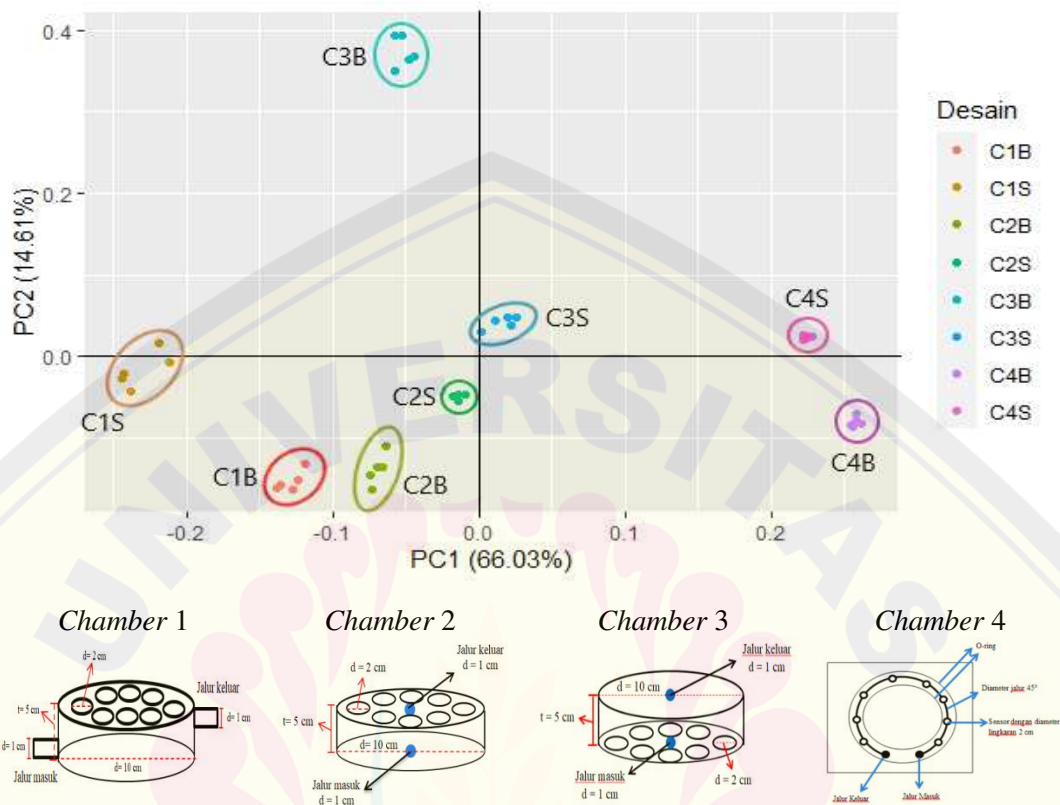 0.4
0.2
0.0
PC2 (14.61%)
-0.2
-0.1
0.0
0.1
0.2
PC1 (66.03%)
C3B
C3S
C4S
C2S
C1S
C1B
C2B
C4B
Desain
C1B
C1S
C2B
C2S
C3B
C3S
C4B
C4S
UNIVERSITAS
Chamber 1
d= 2 cm
t= 5 cm
Jalur keluar
d= 1 cm
d= 1 cm
d= 10 cm
Jalur masuk
Chamber 2
Jalur keluar
d = 1 cm
d = 2 cm
t= 5 cm
d= 10 cm
Jalur masuk
d = 1 cm
Chamber 3
Jalur keluar
d = 1 cm
d = 10 cm
t = 5 cm
Jalur masuk
d = 1 cm
d = 2 cm
Chamber 4
O-ring
Diameter jalur 45°
Sensor dengan diameter
lingkaran 2 cm
Jalur Keluar
Jalur Masuk